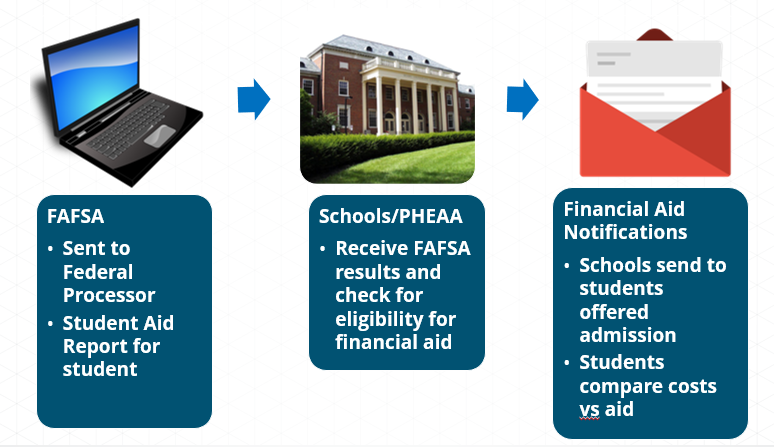 FAFSA
• Sent to
Federal
Processor
• Student Aid
Report for
student
Schools/PHEAA
• Receive FAFSA
results and
check for
eligibility for
financial aid
Financial Aid
Notifications
• Schools send to
students
offered
admission
• Students
compare costs
vs aid